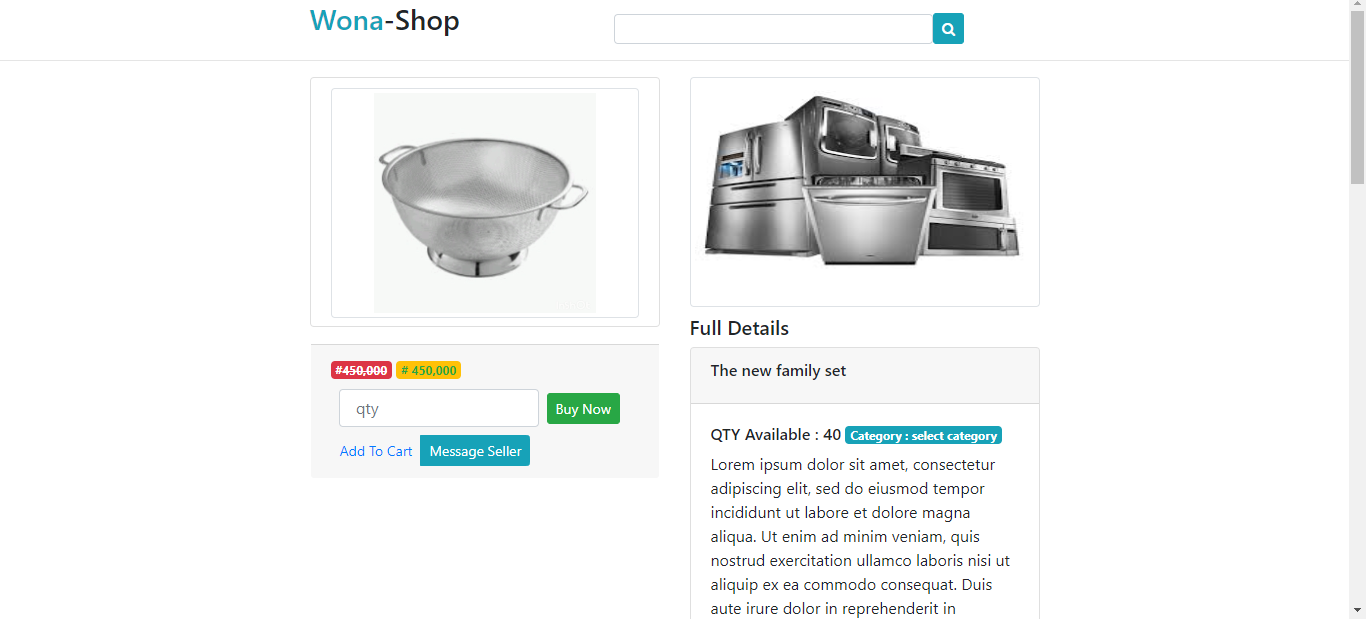 Wona-Shop
#450,000 # 450,000
qty
Buy Now
Add To Cart
Message Seller
Full Details
The new family set
QTY Available : 40 Category : select category
Lorem ipsum dolor sit amet, consectetur
adipiscing elit, sed do eiusmod tempor
incididunt ut labore et dolore magna
aliqua. Ut enim ad minim veniam, quis
nostrud exercitation ullamco laboris nisi ut
aliquip ex ea commodo consequat. Duis
aute irure dolor in reprehenderit in